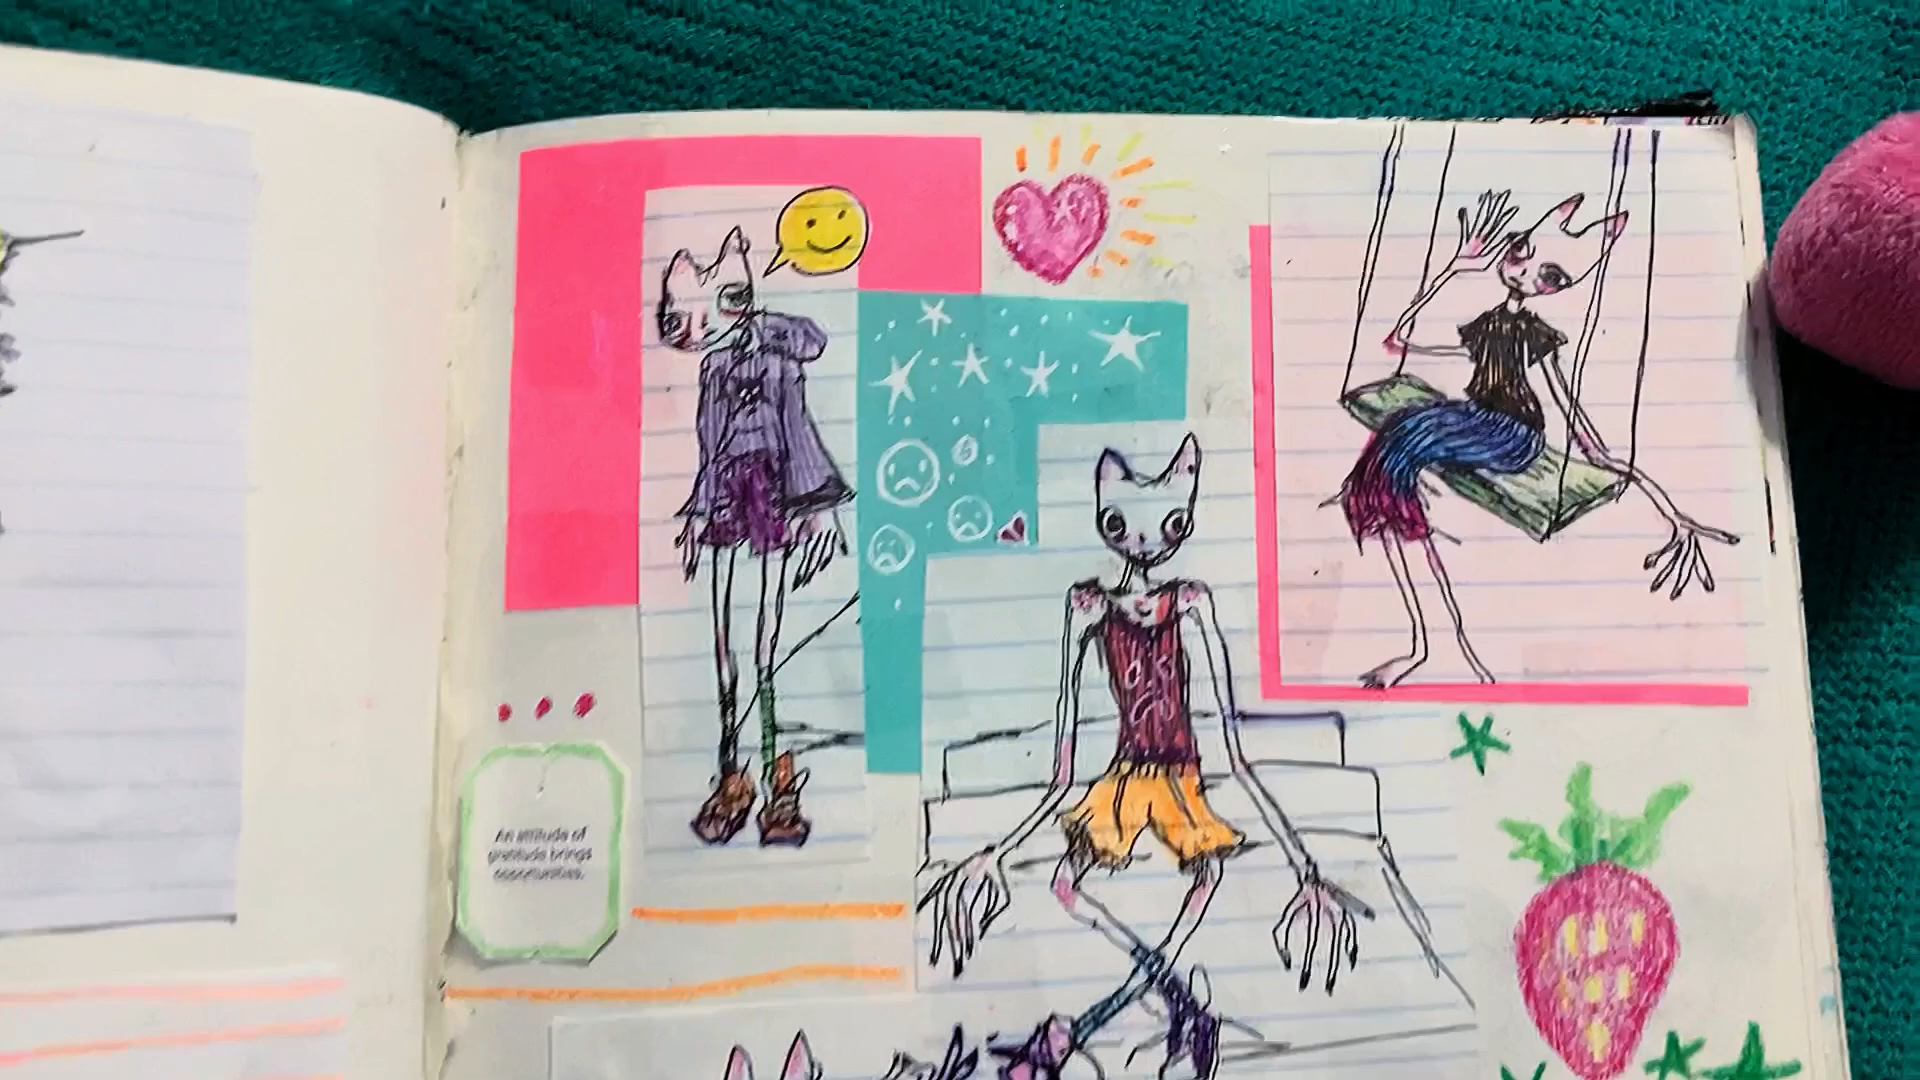 An attitude of
gratitude brings
opportunities.